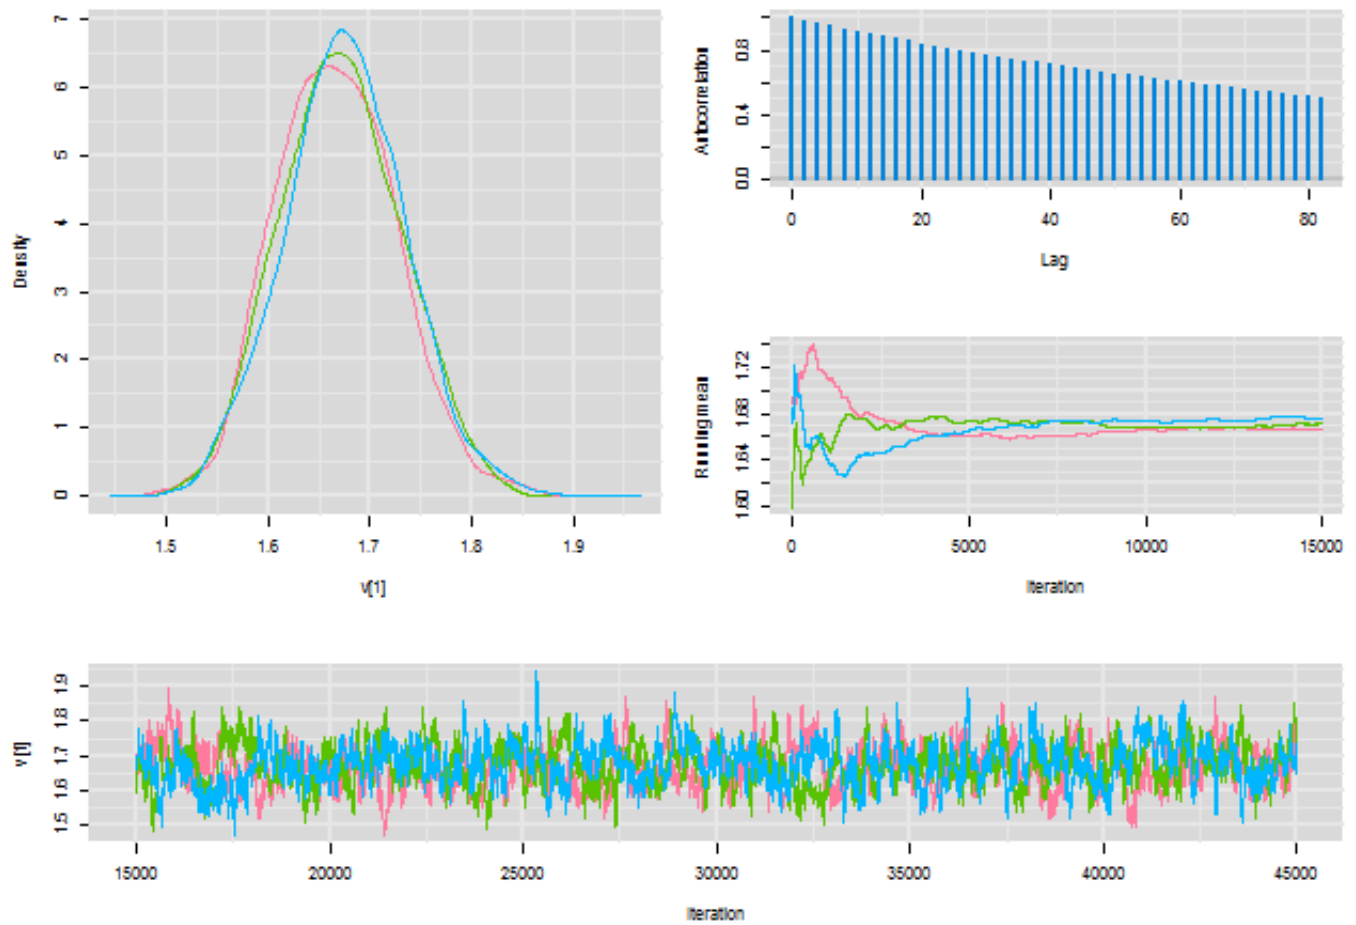 Density
0 1 2 3 4 5 6 7
1.5 1.6 1.7 1.8 1.9
v[1]
Autocorrelation
0.0 0.4 0.8
0 20 40 60 80
Lag
Running mean
1.60 1.64 1.68 1.72
0 5000 10000 15000
Iteration
v[1]
1.5 1.6 1.7 1.8 1.9
15000 20000 25000 30000 35000 40000 45000
Iteration